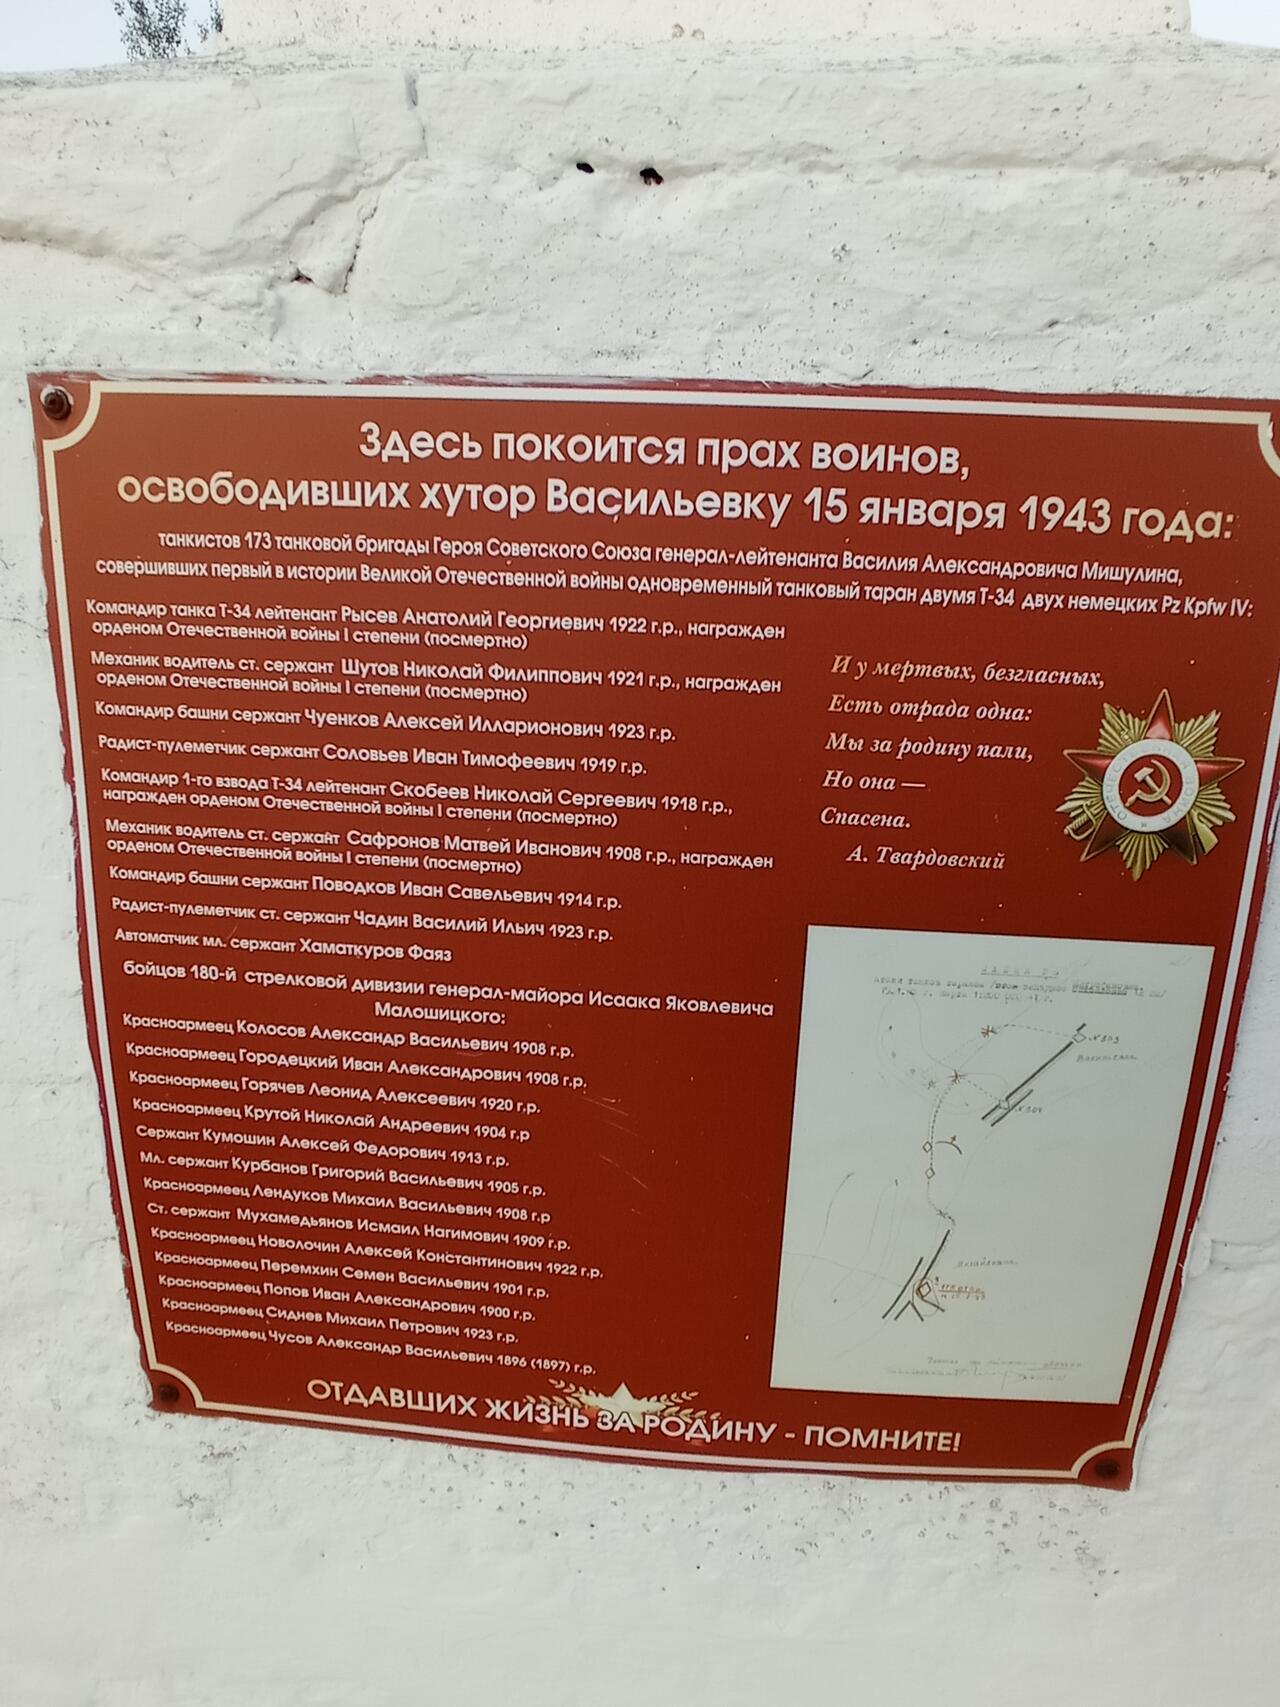 Здесь покоится прах воинов,
освободивших хутор Васильевку 15 января 1943 года:
танкистов 173 танковой бригады Героя Советского Союза генерал-лейтенанта Василия Александровича Мишулина,
совершивших первый в истории Великой Отечественной войны одновременный танковый таран двумя Т-34 двух немецких Pz Kpfw IV:
Командир танка Т-34 лейтенант Рысев Анатолий Георгиевич 1922 г.р., награжден
орденом Отечественной войны I степени (посмертно)
Механик водитель ст. сержант Шутов Николай Филиппович 1921 г.р., награжден
орденом Отечественной войны I степени (посмертно)
Командир башни сержант Чуенков Алексей Илларионович 1923 г.р.
Радист-пулеметчик сержант Соловьев Иван Тимофеевич 1919 г.р.
Командир 1-го взвода Т-34 лейтенант Скобеев Николай Сергеевич 1918 г.р.,
награжден орденом Отечественной войны I степени (посмертно)
Механик водитель ст. сержант Сафронов Матвей Иванович 1908 г.р., награжден
орденом Отечественной войны I степени (посмертно)
Командир башни сержант Поводков Иван Савельевич 1914 г.р.
Радист-пулеметчик ст. сержант Чадин Василий Ильич 1923 г.р.
Автоматчик мл. сержант Хаматкуров Фаяз
бойцов 180-й стрелковой дивизии генерал-майора Исаака Яковлевича
Малошицкого:
Красноармеец Колосов Александр Васильевич 1908 г.р.
Красноармеец Городецкий Иван Александрович 1908 г.р.
Красноармеец Горячев Леонид Алексеевич 1920 г.р.
Красноармеец Крутой Николай Андреевич 1904 г.р
Сержант Кумошин Алексей Федорович 1913 г.р.
Мл. сержант Курбанов Григорий Васильевич 1905 г.р.
Красноармеец Лендуков Михаил Васильевич 1908 г.р
Ст. сержант Мухамедьянов Исмаил Нагимович 1909 г.р.
Красноармеец Новолочин Алексей Константинович 1922 г.р.
Красноармеец Перемхин Семен Васильевич 1901 г.р.
Красноармеец Попов Иван Александрович 1900 г.р.
Красноармеец Сиднев Михаил Петрович 1923 г.р.
Красноармеец Чусов Александр Васильевич 1896 (1897) г.р.
И у мертвых, безгласных,
Есть отрада одна:
Мы за родину пали,
Но она —
Спасена.
А. Твардовский
ОТЕЧЕСТВЕННАЯ ВОЙНА
ОТДАВШИХ ЖИЗНЬ ЗА РОДИНУ - ПОМНИТЕ!